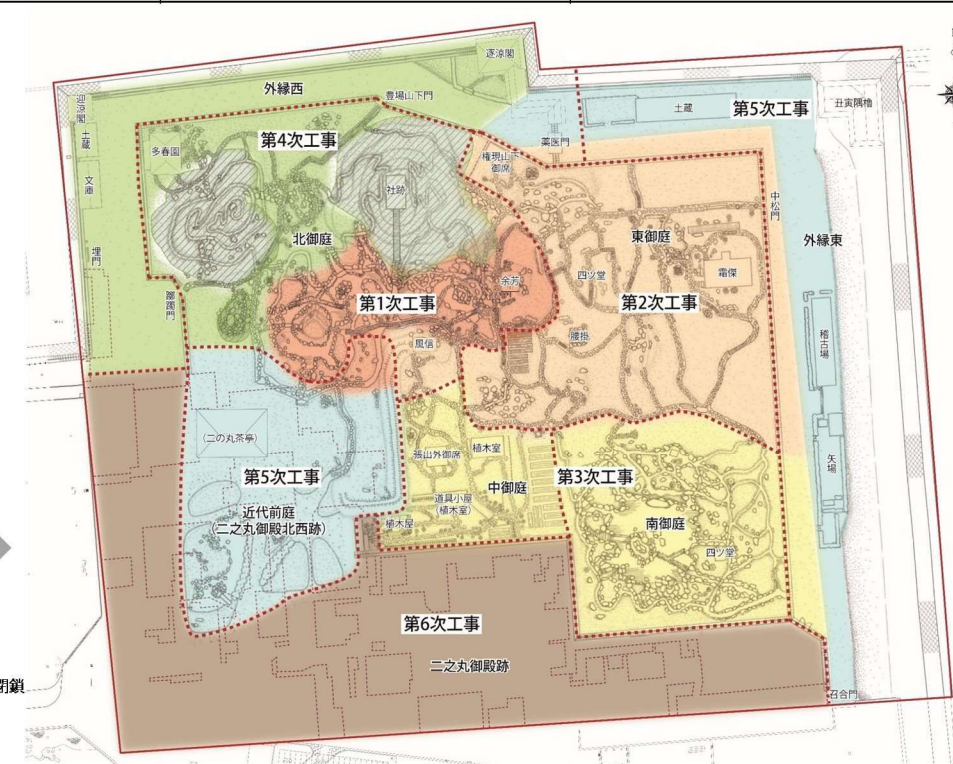 逐涼閣
外縁西
豊場山下門
迎涼閣
土蔵
文庫
埋門
躑躅門
第4次工事
多春園
社跡
北御庭
権現山下
御席
薬医門
土蔵
第5次工事
丑寅隅櫓
中松門
外縁東
東御庭
四ツ堂
霜傑
第2次工事
腰掛
余芳
第1次工事
風信
稽古場
矢場
(二の丸茶亭)
第5次工事
近代前庭
(二之丸御殿北西跡)
張出外御席
植木室
中御庭
道具小屋
(植木室)
植木屋
第3次工事
南御庭
四ツ堂
第6次工事
二之丸御殿跡
召合門
閉鎖